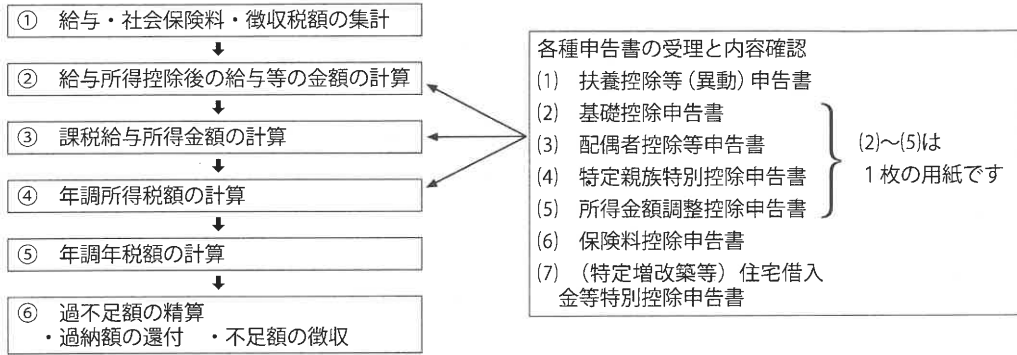 ① 給与・社会保険料・徴収税額の集計
② 給与所得控除後の給与等の金額の計算
③ 課税給与所得金額の計算
④ 年調所得税額の計算
⑤ 年調年税額の計算
⑥ 過不足額の精算
・過納額の還付 ・不足額の徴収
各種申告書の受理と内容確認
(1) 扶養控除等(異動)申告書
(2) 基礎控除申告書
(3) 配偶者控除等申告書
(4) 特定親族特別控除申告書
(5) 所得金額調整控除申告書
(2)～(5)は
1枚の用紙です
(6) 保険料控除申告書
(7) (特定増改築等)住宅借入
金等特別控除申告書